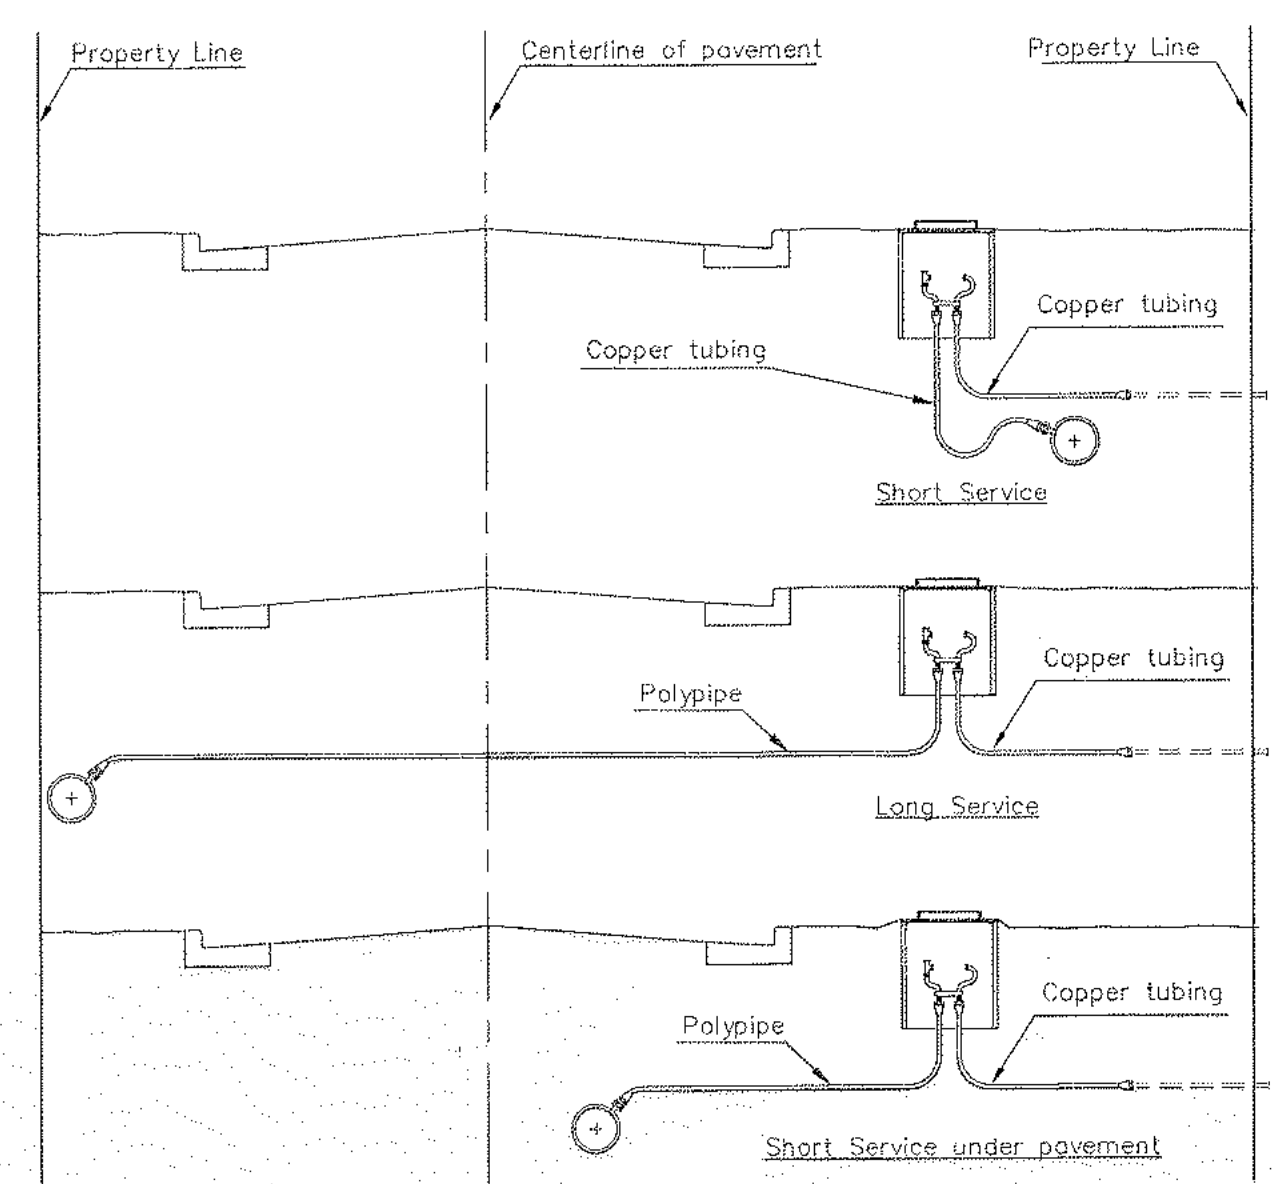 Property Line
Centerline of pavement
Property Line
Copper tubing
Copper tubing
Short Service
Copper tubing
Polypipe
Long Service
Copper tubing
Polypipe
Short Service under pavement